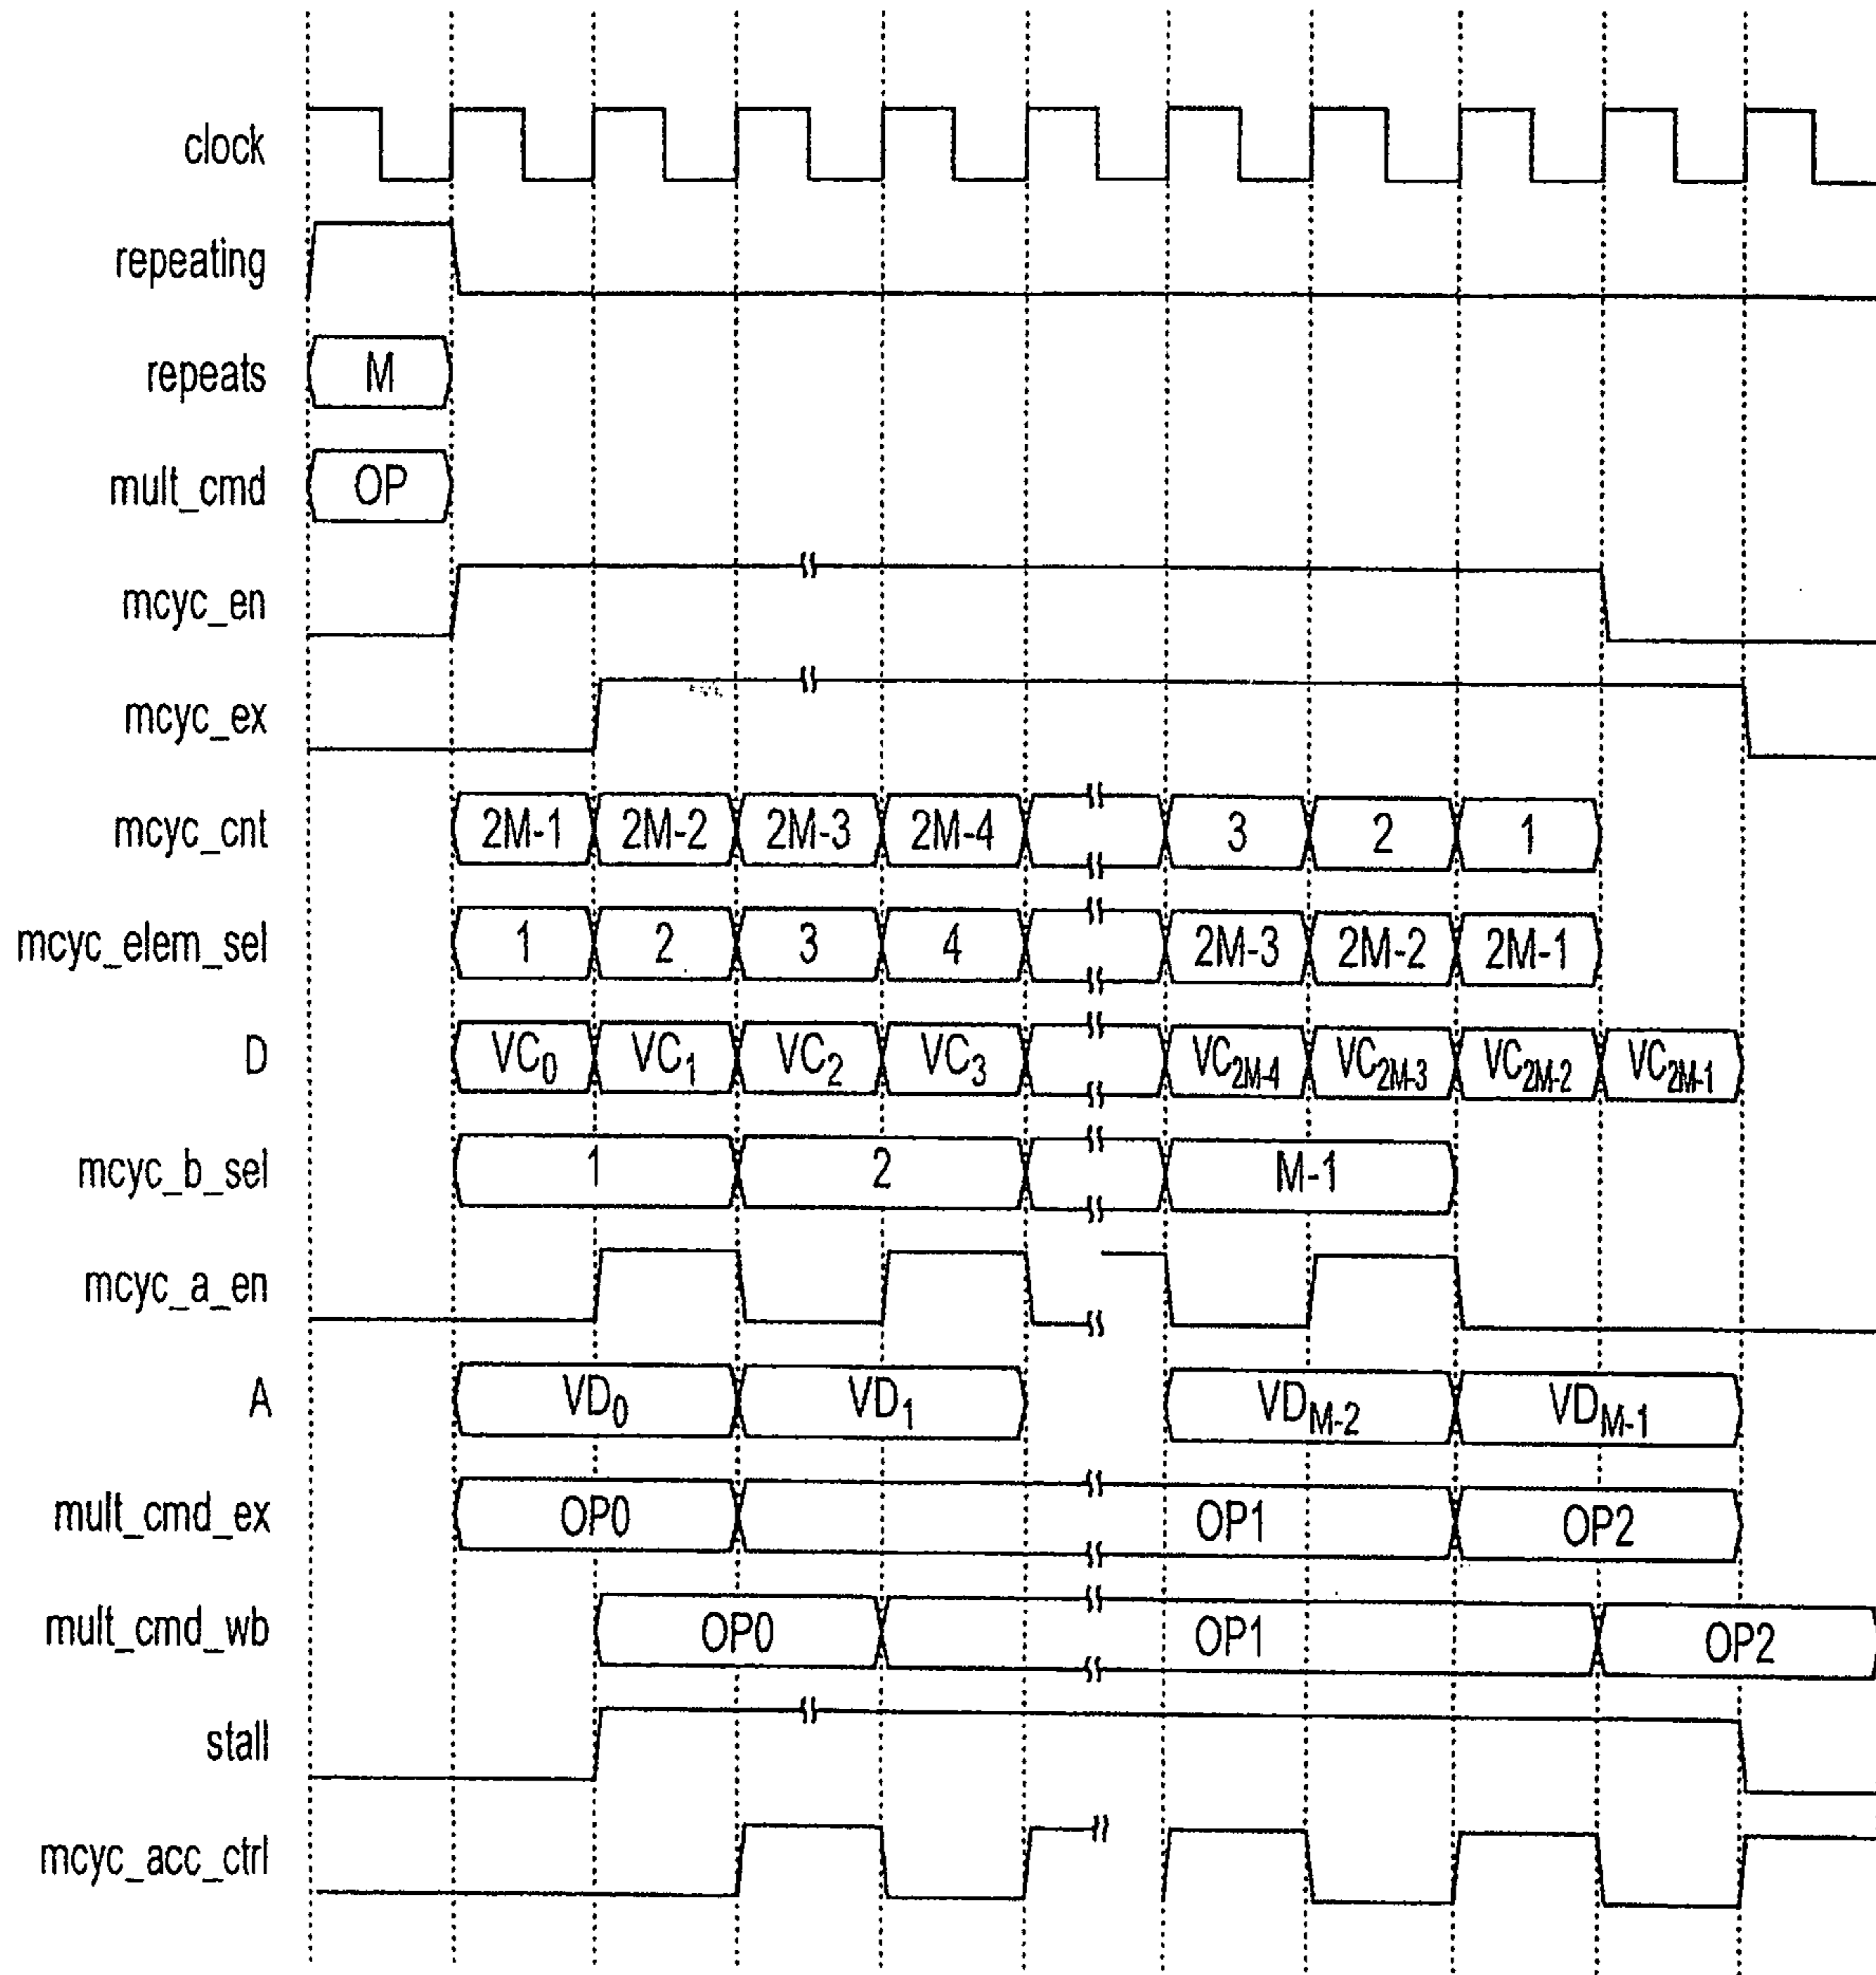 clock
repeating
repeats M
mult_cmd OP
mcyc_en
mcyc_ex
mcyc_cnt 2M-1 2M-2 2M-3 2M-4 3 2 1
mcyc_elem_sel 1 2 3 4 2M-3 2M-2 2M-1
D VC0 VC1 VC2 VC3 VC2M-4 VC2M-3 VC2M-2 VC2M-1
mcyc_b_sel 1 2 M-1
mcyc_a_en
A VD0 VD1 VDM-2 VDM-1
mult_cmd_ex OP0 OP1 OP2
mult_cmd_wb OP0 OP1 OP2
stall
mcyc_acc_ctrl